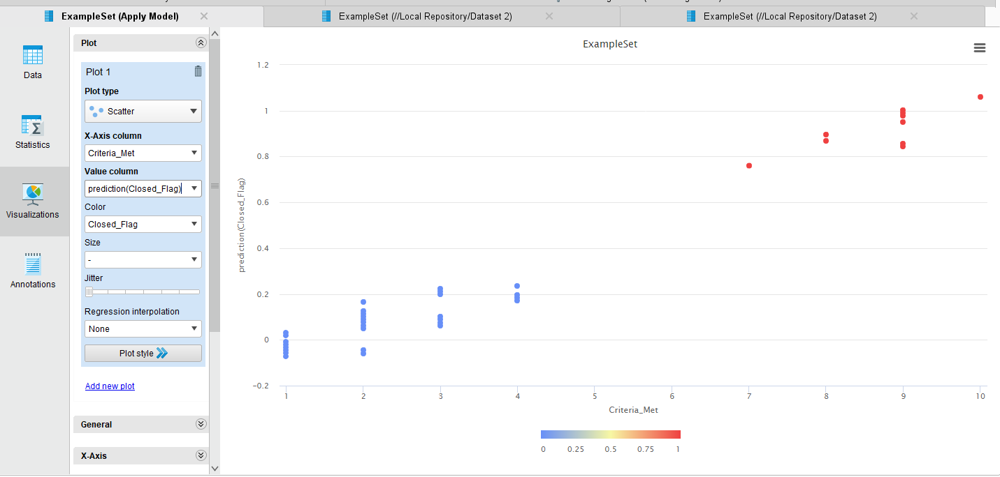 ExampleSet (Apply Model)
ExampleSet (//Local Repository/Dataset 2)
ExampleSet (//Local Repository/Dataset 2)
Data
Statistics
Visualizations
Annotations
Plot
Plot 1
Plot type
Scatter
X-Axis column
Criteria_Met
Value column
prediction(Closed_Flag)
Color
Closed_Flag
Size
-
Jitter
Regression interpolation
None
Plot style
Add new plot
General
X-Axis
ExampleSet
prediction(Closed_Flag)
1.2
1
0.8
0.6
0.4
0.2
0
-0.2
1 2 3 4 5 6 7 8 9 10
Criteria_Met
0 0.25 0.5 0.75 1